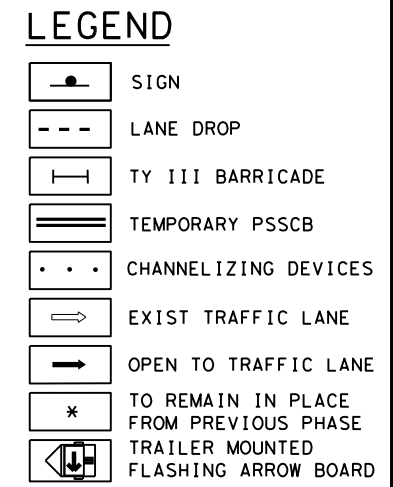 LEGEND
SIGN
LANE DROP
TY III BARRICADE
TEMPORARY PSSCB
CHANNELIZING DEVICES
EXIST TRAFFIC LANE
OPEN TO TRAFFIC LANE
* TO REMAIN IN PLACE
FROM PREVIOUS PHASE
TRAILER MOUNTED
FLASHING ARROW BOARD